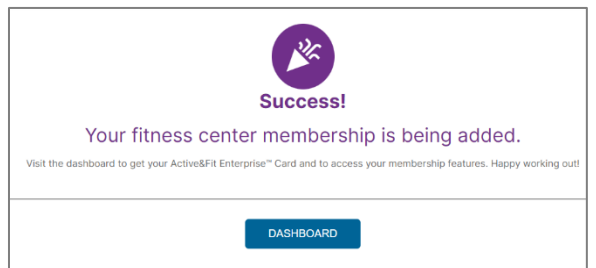 Success!
Your fitness center membership is being added.
Visit the dashboard to get your Active&Fit Enterprise™ Card and to access your membership features. Happy working out!
DASHBOARD